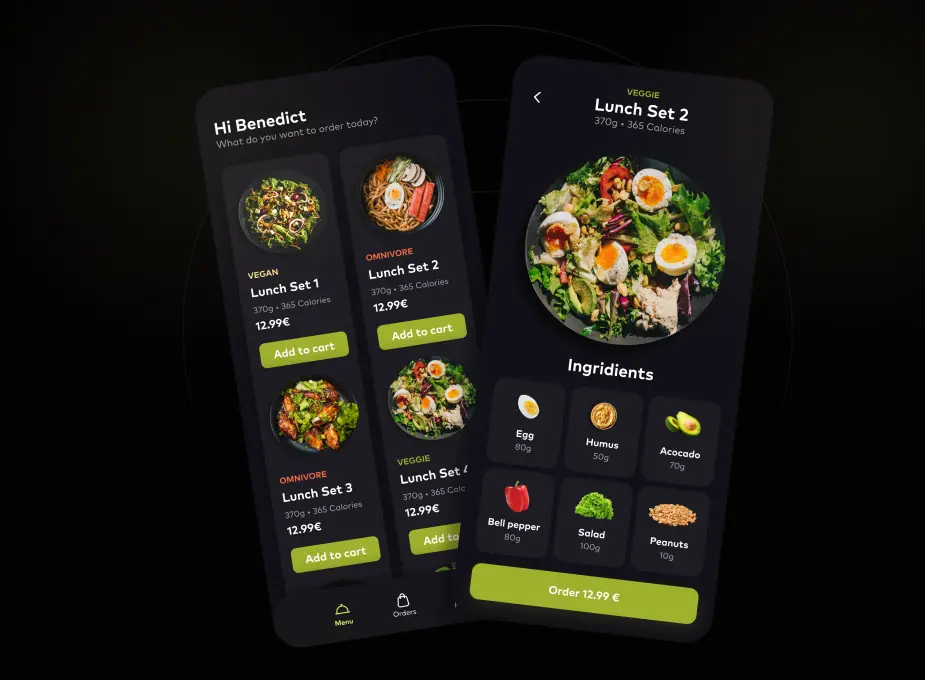 Hi Benedict
What do you want to order today?
VEGAN
Lunch Set 1
370g • 365 Calories
12.99€
Add to cart
OMNIVORE
Lunch Set 2
370g • 365 Calories
12.99€
Add to cart
OMNIVORE
Lunch Set 3
370g • 365 Calories
12.99€
Add to cart
VEGGIE
Lunch Set 4
370g • 365 Calo
12.99€
Add to
Menu
Orders
VEGGIE
Lunch Set 2
370g • 365 Calories
Ingridients
Egg
80g
Humus
50g
Acocado
70g
Bell pepper
80g
Salad
100g
Peanuts
10g
Order 12.99 €